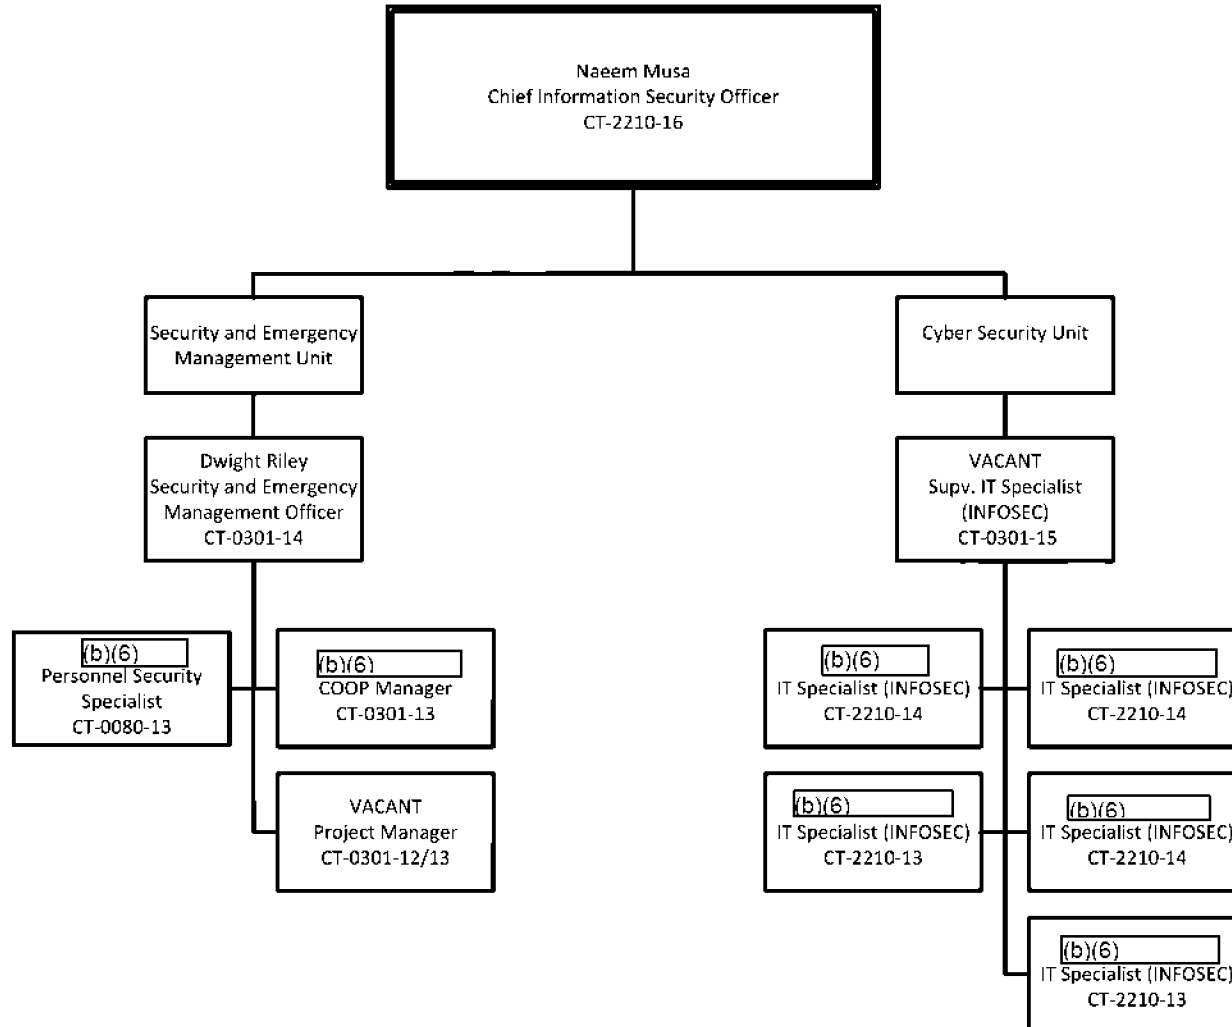 Naeem Musa
Chief Information Security Officer
CT-2210-16
Security and Emergency
Management Unit
Cyber Security Unit
Dwight Riley
Security and Emergency
Management Officer
CT-0301-14
VACANT
Supv. IT Specialist
(INFOSEC)
CT-0301-15
(b)(6)
Personnel Security
Specialist
CT-0080-13
(b)(6)
COOP Manager
CT-0301-13
(b)(6)
IT Specialist (INFOSEC)
CT-2210-14
(b)(6)
IT Specialist (INFOSEC)
CT-2210-14
VACANT
Project Manager
CT-0301-12/13
(b)(6)
IT Specialist (INFOSEC)
CT-2210-13
(b)(6)
IT Specialist (INFOSEC)
CT-2210-14
(b)(6)
IT Specialist (INFOSEC)
CT-2210-13